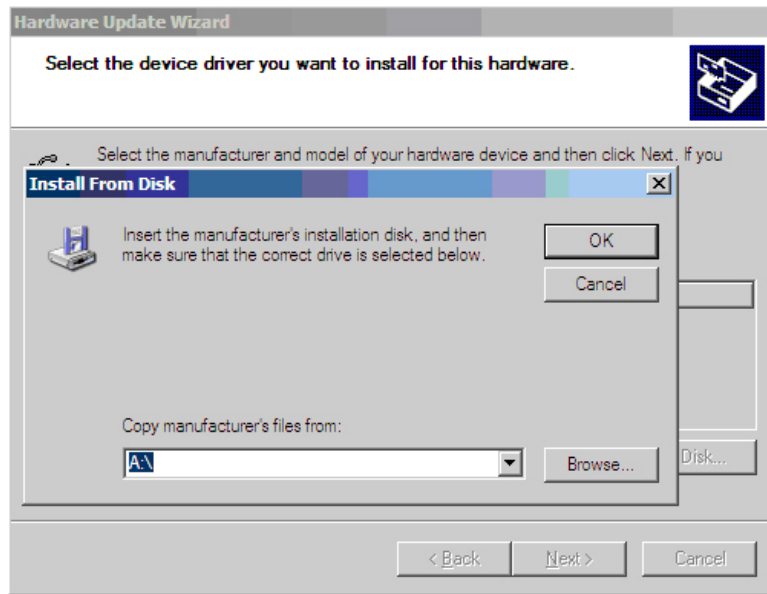 Hardware Update Wizard
Select the device driver you want to install for this hardware.
Select the manufacturer and model of your hardware device and then click Next. If you
Install From Disk
Insert the manufacturer's installation disk, and then
make sure that the correct drive is selected below.
OK
Cancel
Copy manufacturer's files from:
A:\
Browse...
Disk...
< Back
Next >
Cancel